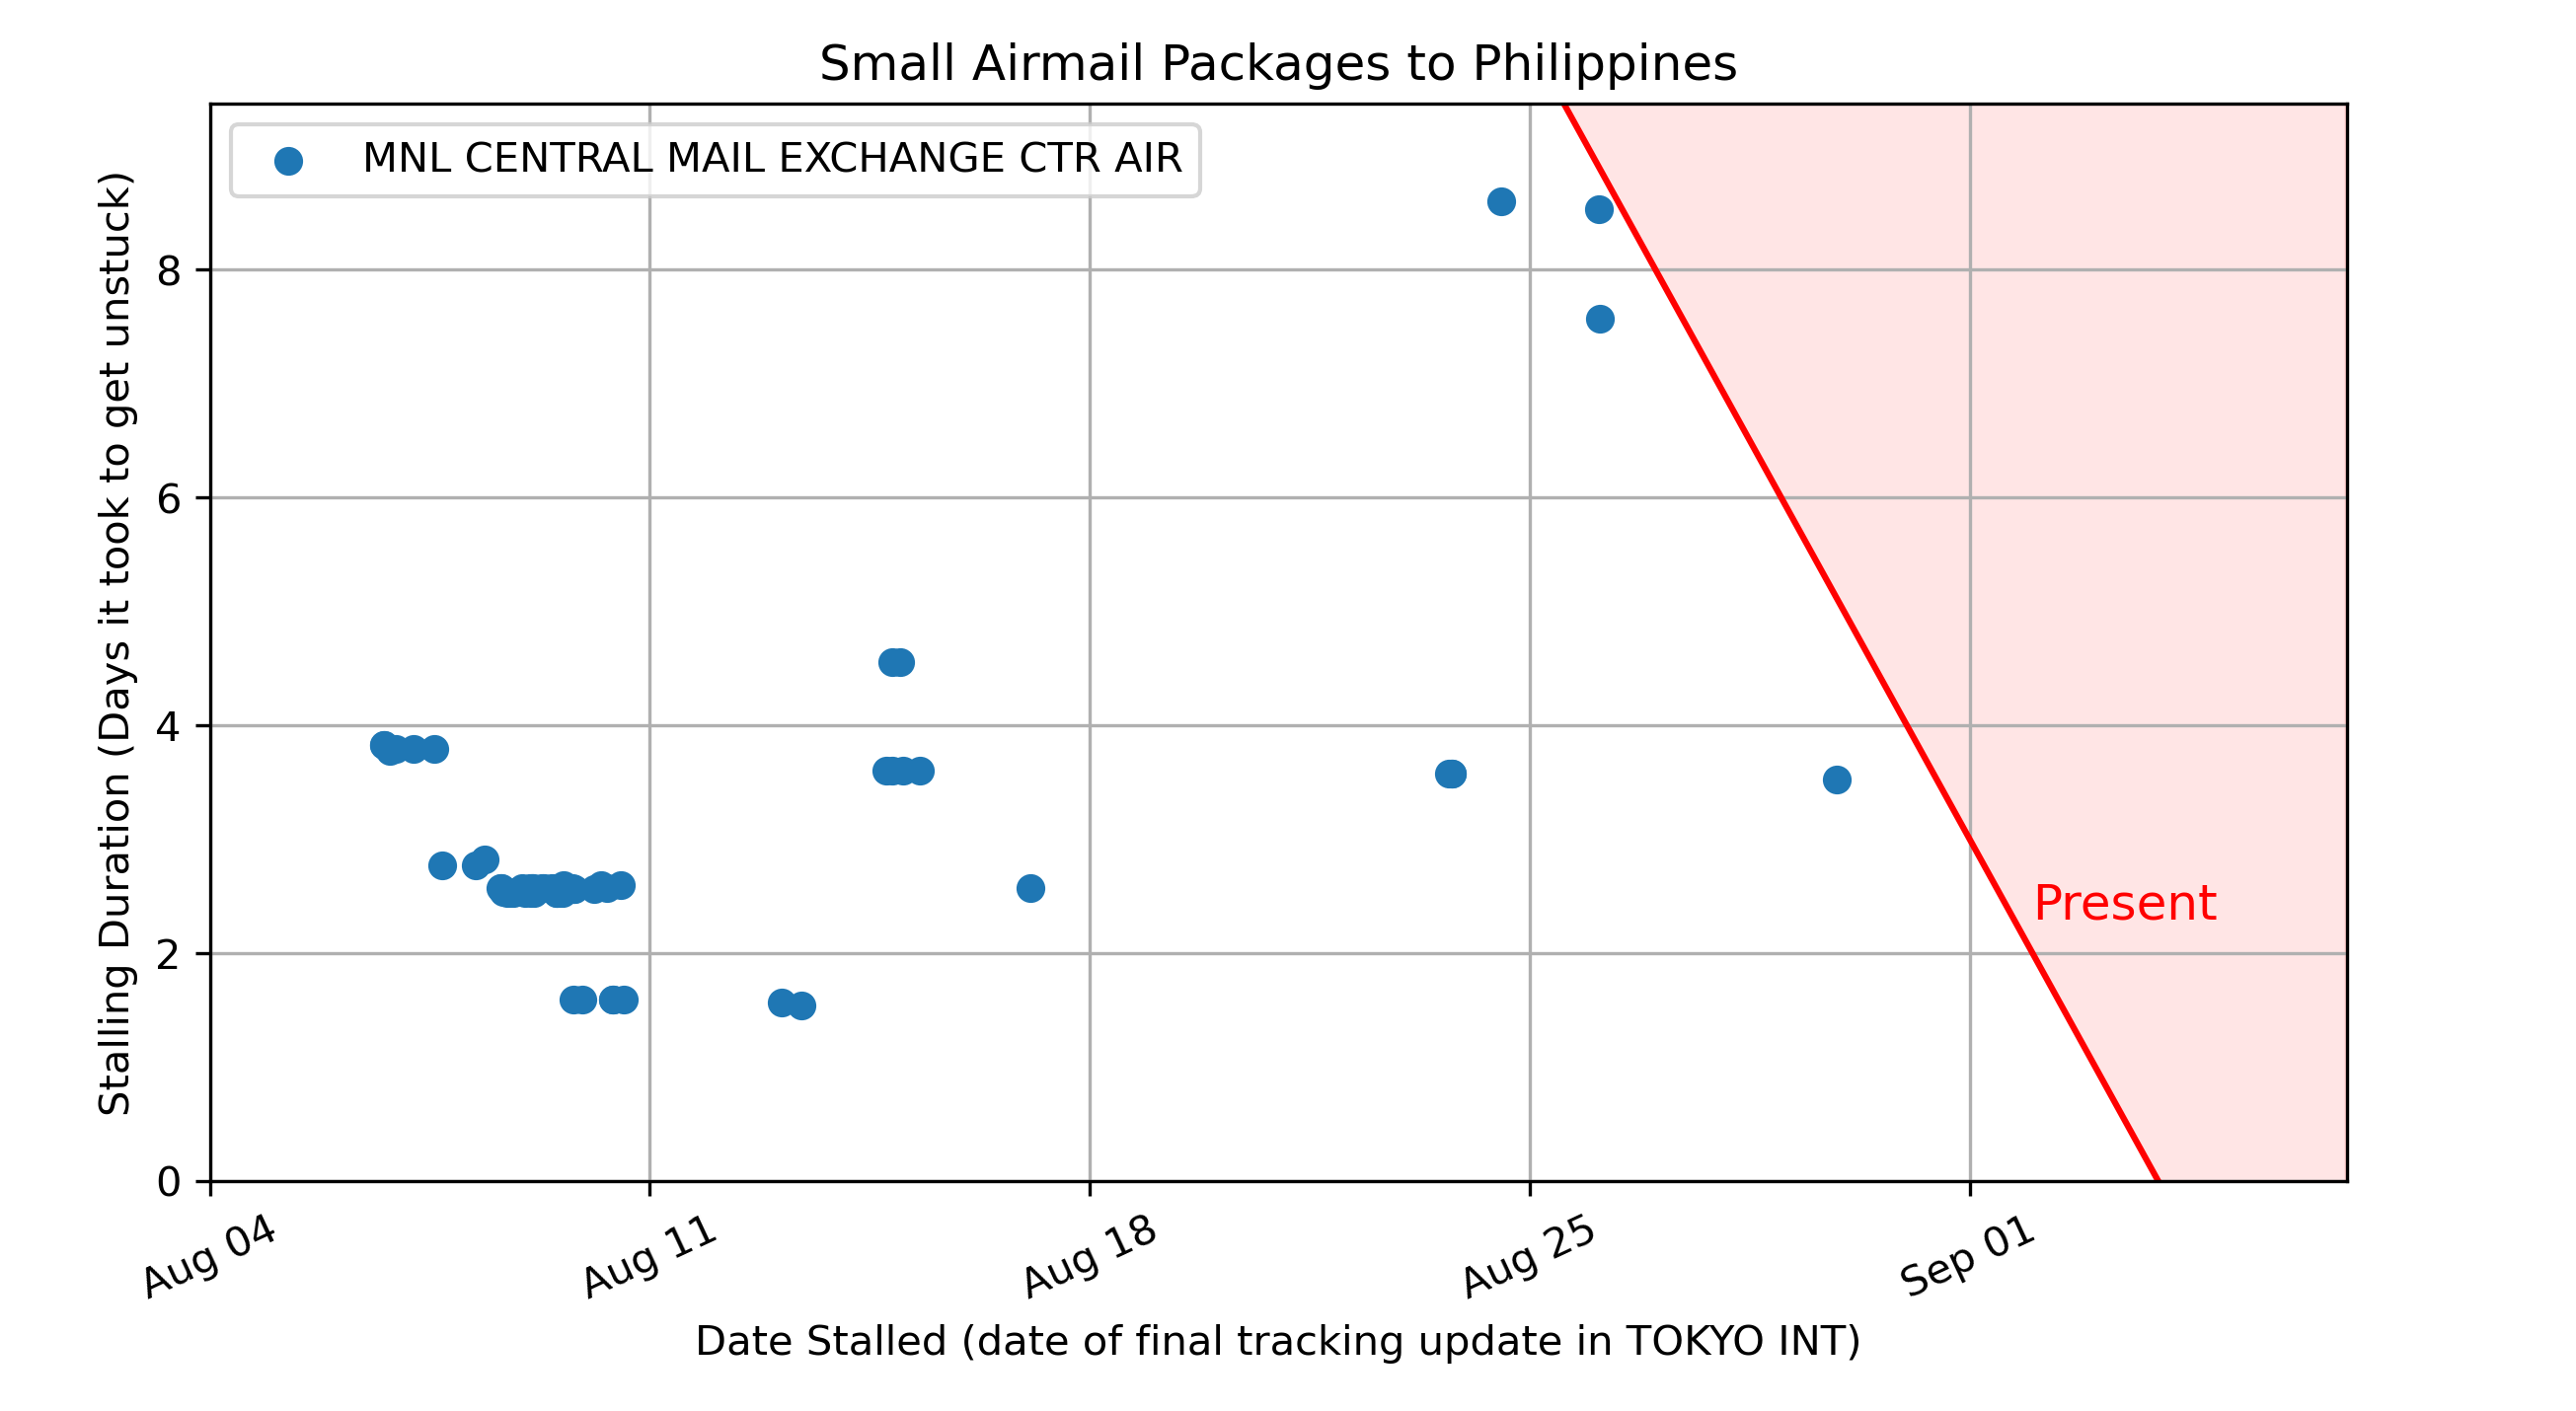 Small Airmail Packages to Philippines
MNL CENTRAL MAIL EXCHANGE CTR AIR
Stalling Duration (Days it took to get unstuck)
8
6
4
2
0
Present
Aug 04
Aug 11
Aug 18
Aug 25
Sep 01
Date Stalled (date of final tracking update in TOKYO INT)